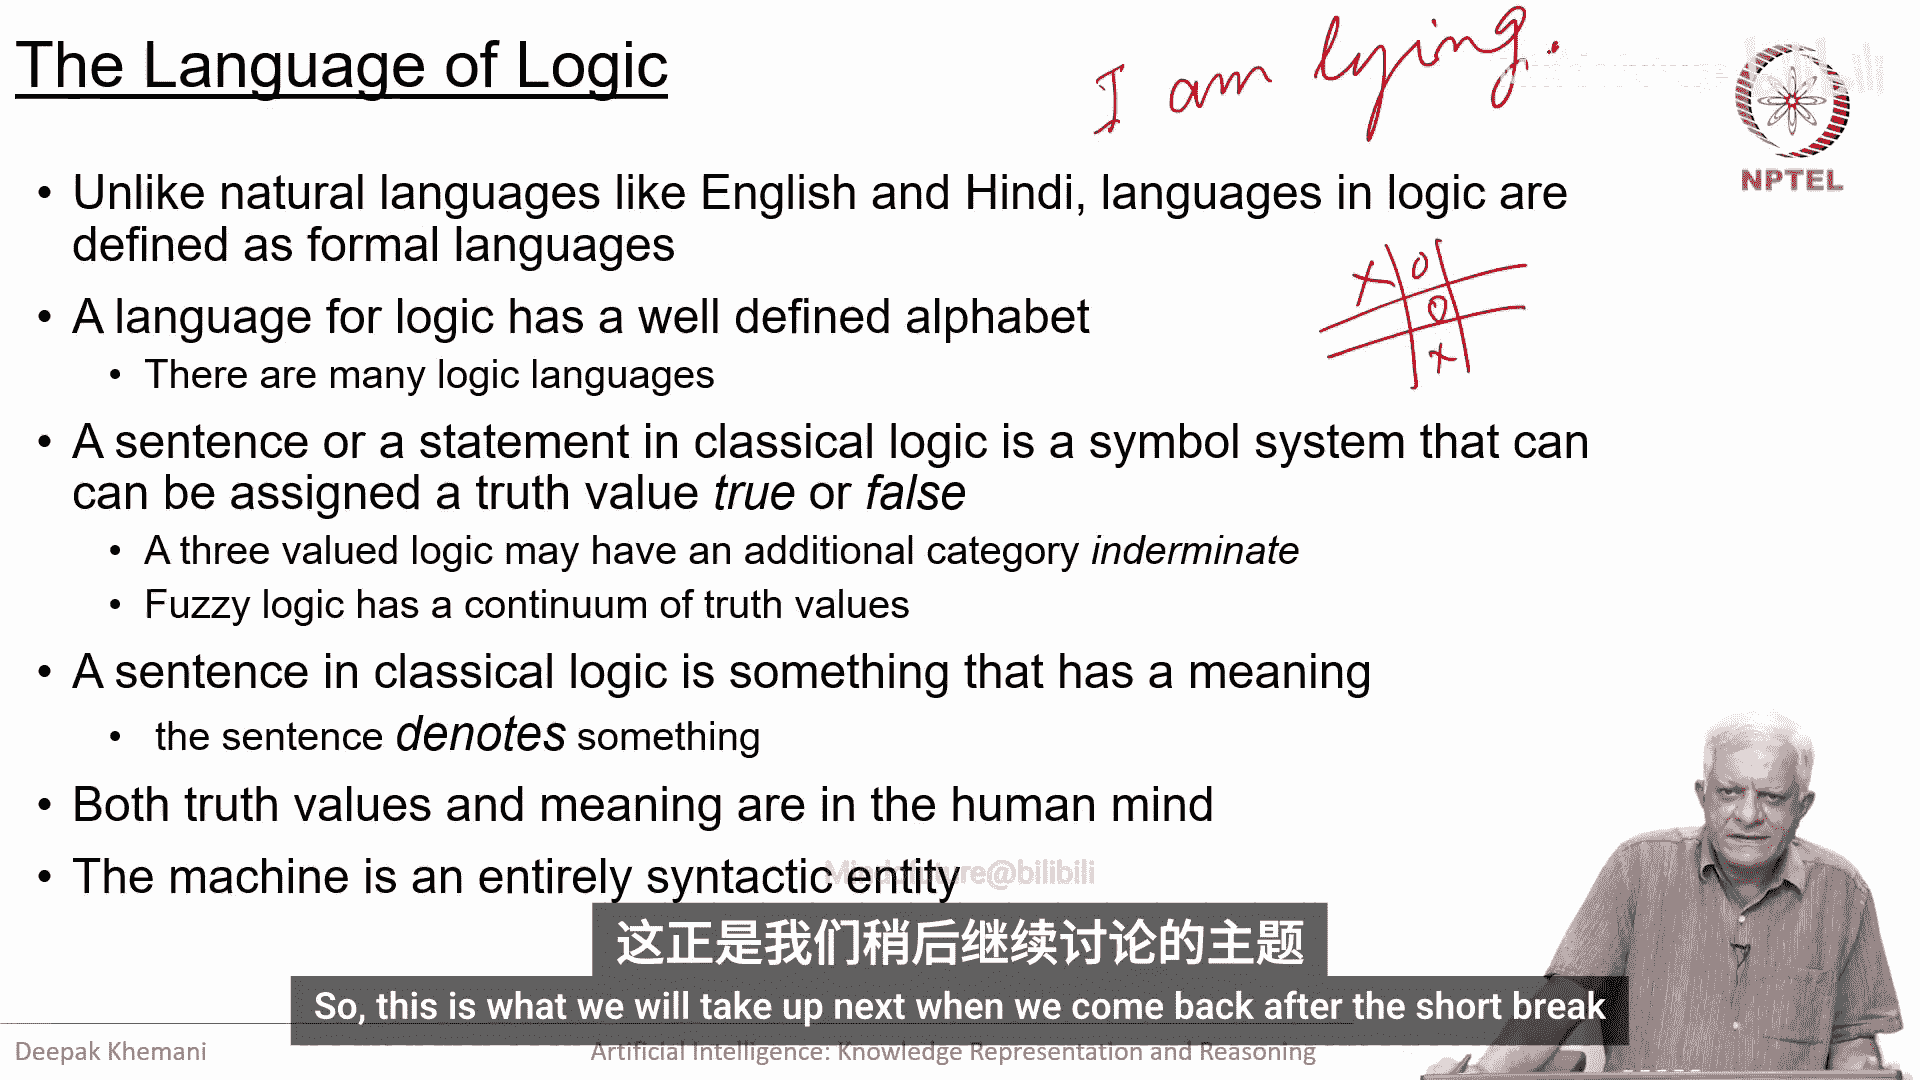 The Language of Logic
I am lying.
NPTEL
• Unlike natural languages like English and Hindi, languages in logic are
defined as formal languages
• A language for logic has a well defined alphabet
• There are many logic languages
X O
O
X
• A sentence or a statement in classical logic is a symbol system that can
can be assigned a truth value true or false
• A three valued logic may have an additional category inderminate
• Fuzzy logic has a continuum of truth values
• A sentence in classical logic is something that has a meaning
• the sentence denotes something
• Both truth values and meaning are in the human mind
• The machine is an entirely syntactic entity
Mindofuture@bilibili
这正是我们稍后继续讨论的主题
So, this is what we will take up next when we come back after the short break
Deepak Khemani
Artificial Intelligence: Knowledge Representation and Reasoning